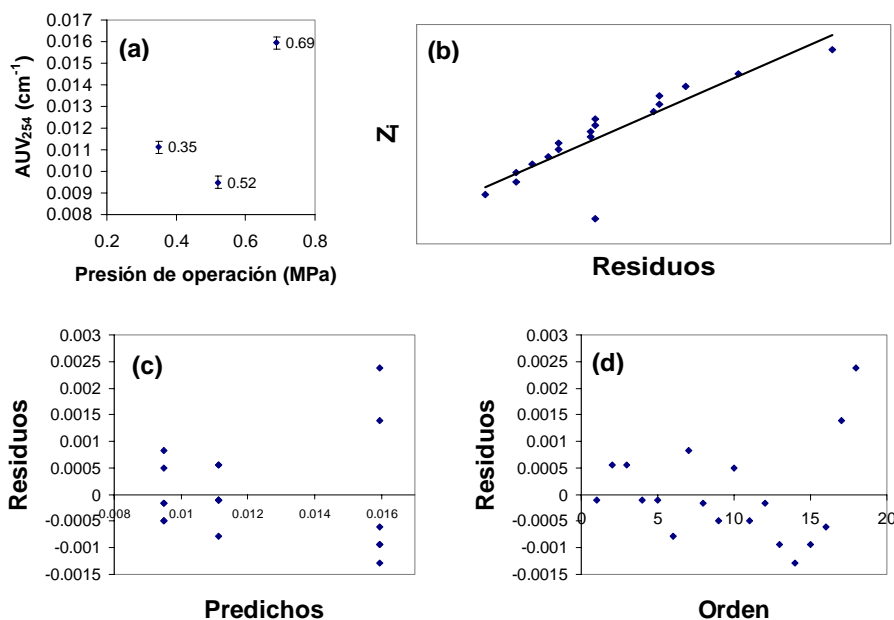 (a)
AUV254 (cm-1)
0.017
0.016
0.015
0.014
0.013
0.012
0.011
0.010
0.009
0.008
0.69
0.35
0.52
0.2 0.4 0.6 0.8
Presión de operación (MPa)
(b)
Zi
Residuos
(c)
Residuos
0.003
0.0025
0.002
0.0015
0.001
0.0005
0
-0.0005
-0.001
-0.0015
0.008 0.01 0.012 0.014 0.016
Predichos
(d)
Residuos
0.003
0.0025
0.002
0.0015
0.001
0.0005
0
-0.0005
-0.001
-0.0015
0 5 10 15 20
Orden